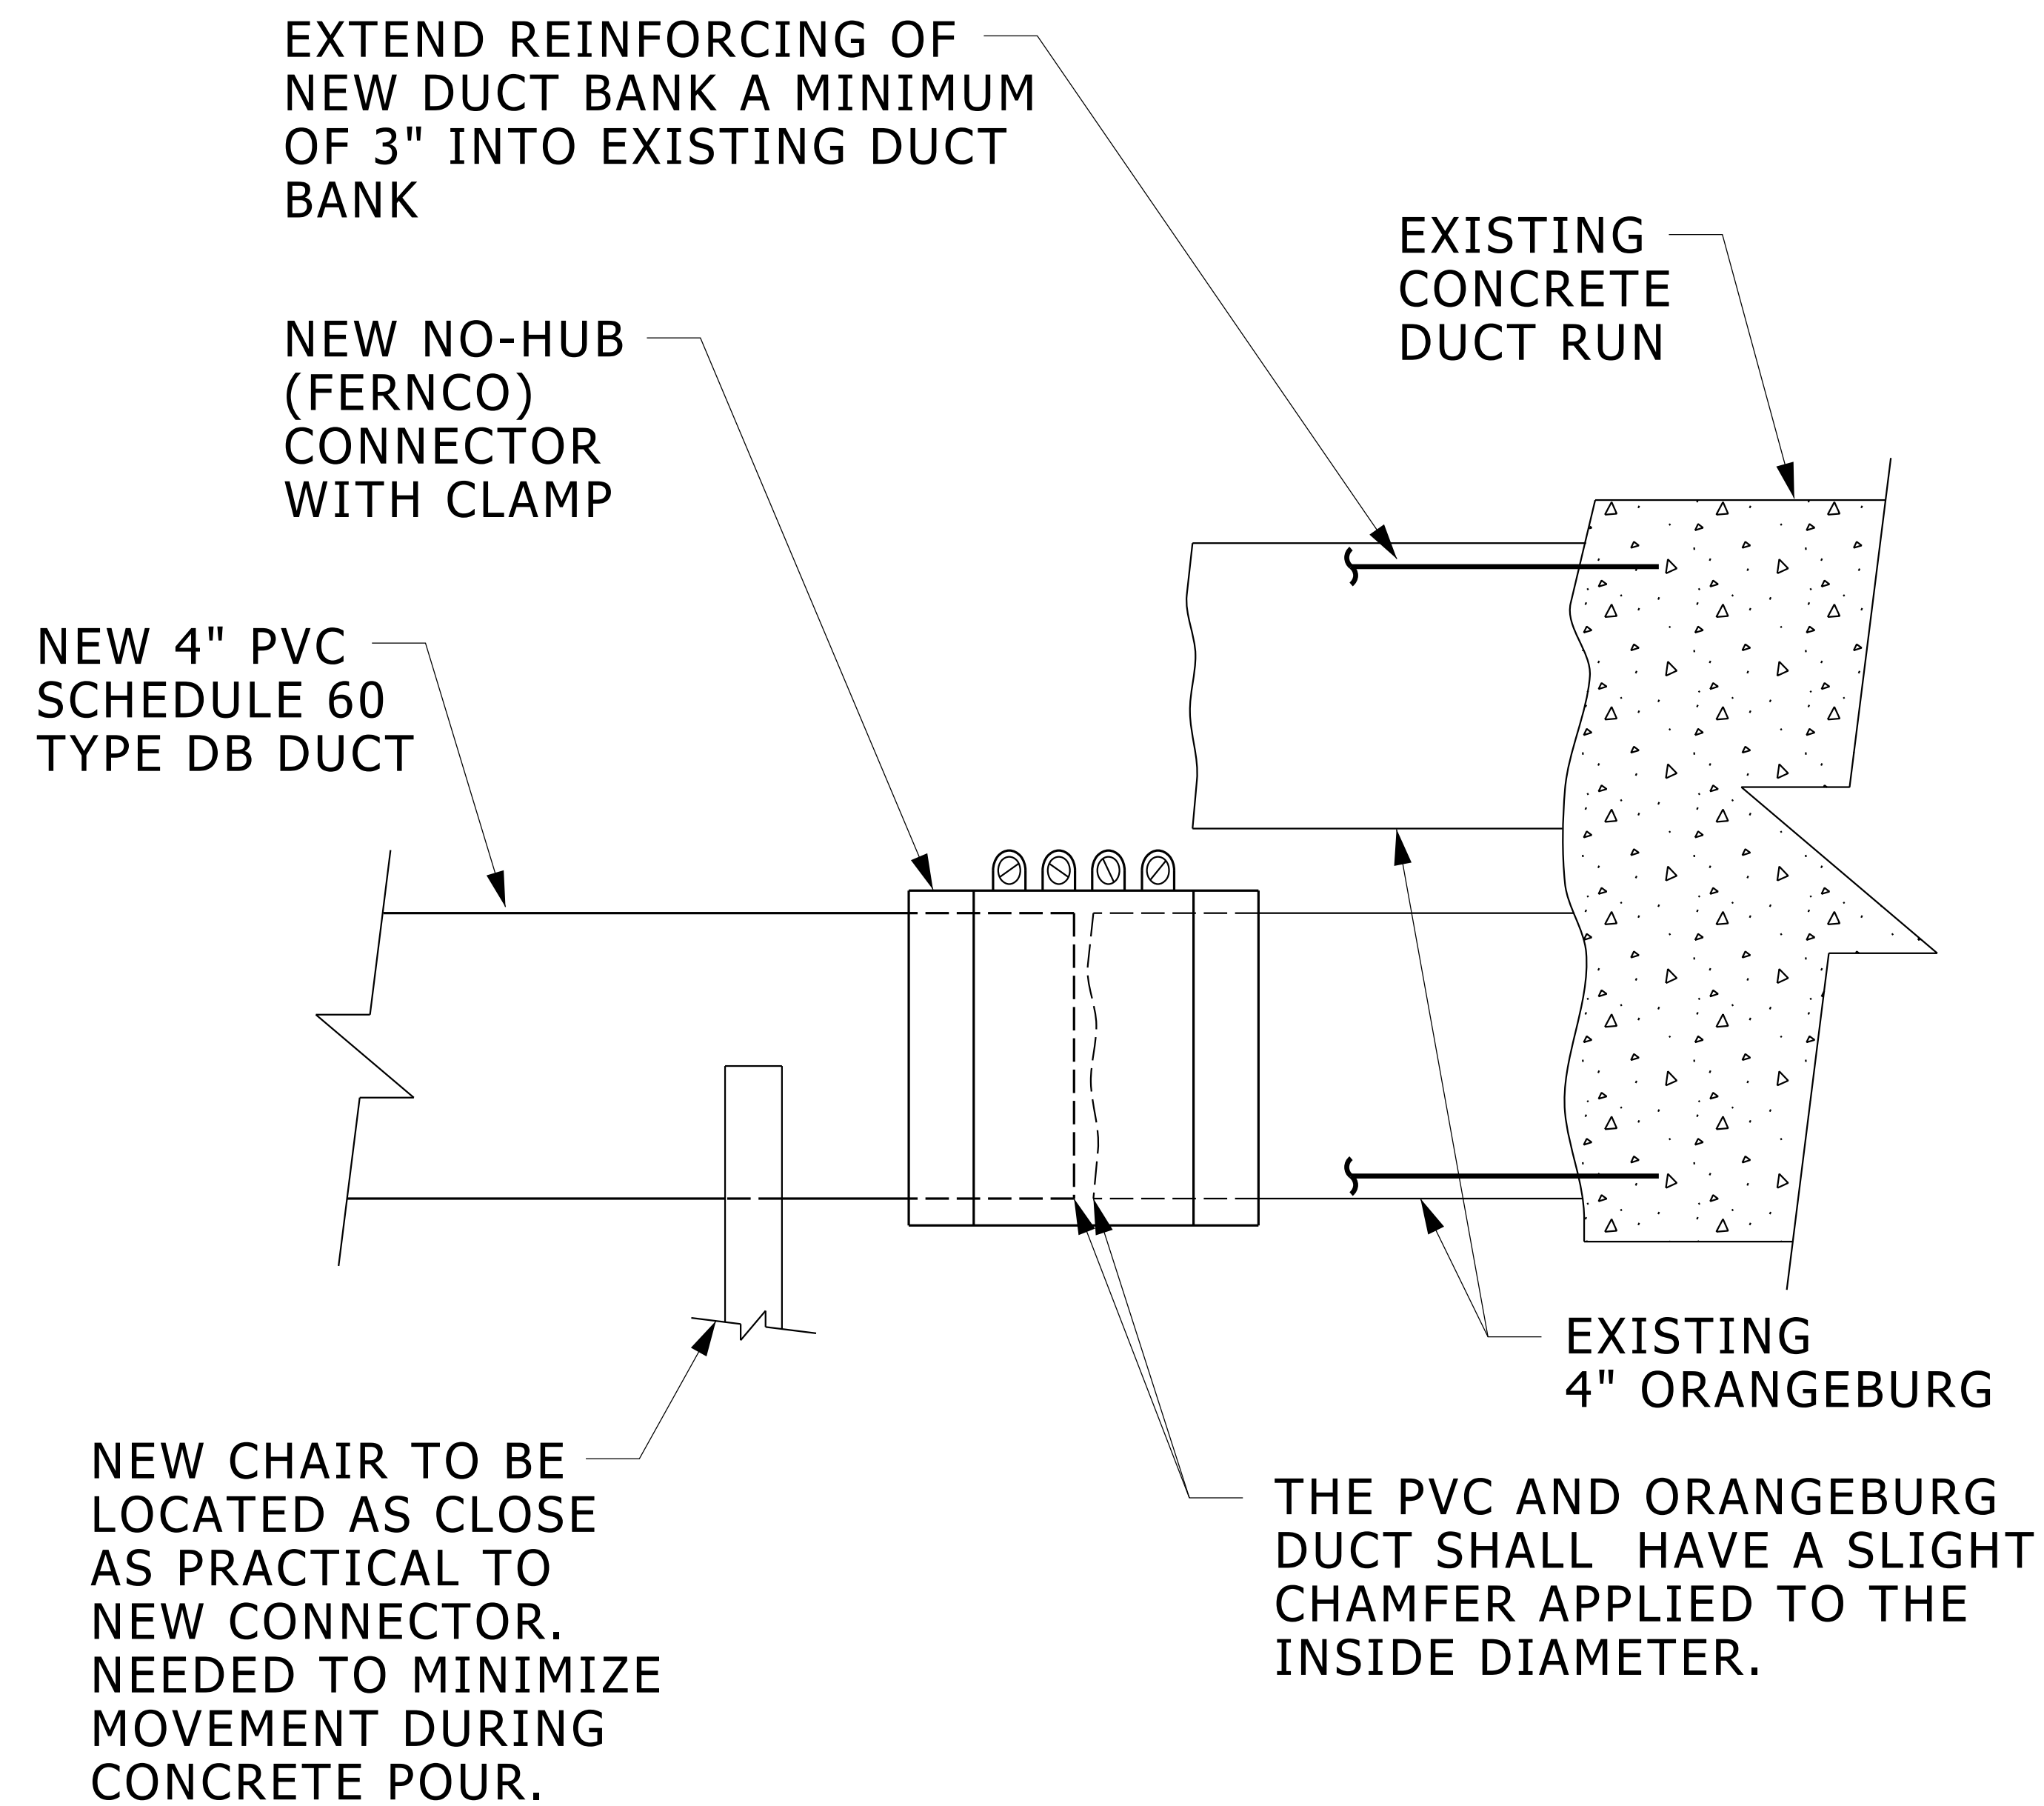 EXTEND REINFORCING OF
NEW DUCT BANK A MINIMUM
OF 3" INTO EXISTING DUCT
BANK
EXISTING
CONCRETE
DUCT RUN
NEW NO-HUB
(FERNCO)
CONNECTOR
WITH CLAMP
NEW 4" PVC
SCHEDULE 60
TYPE DB DUCT
EXISTING
4" ORANGEBURG
NEW CHAIR TO BE
LOCATED AS CLOSE
AS PRACTICAL TO
NEW CONNECTOR.
NEEDED TO MINIMIZE
MOVEMENT DURING
CONCRETE POUR.
THE PVC AND ORANGEBURG
DUCT SHALL  HAVE A SLIGHT
CHAMFER APPLIED TO THE
INSIDE DIAMETER.